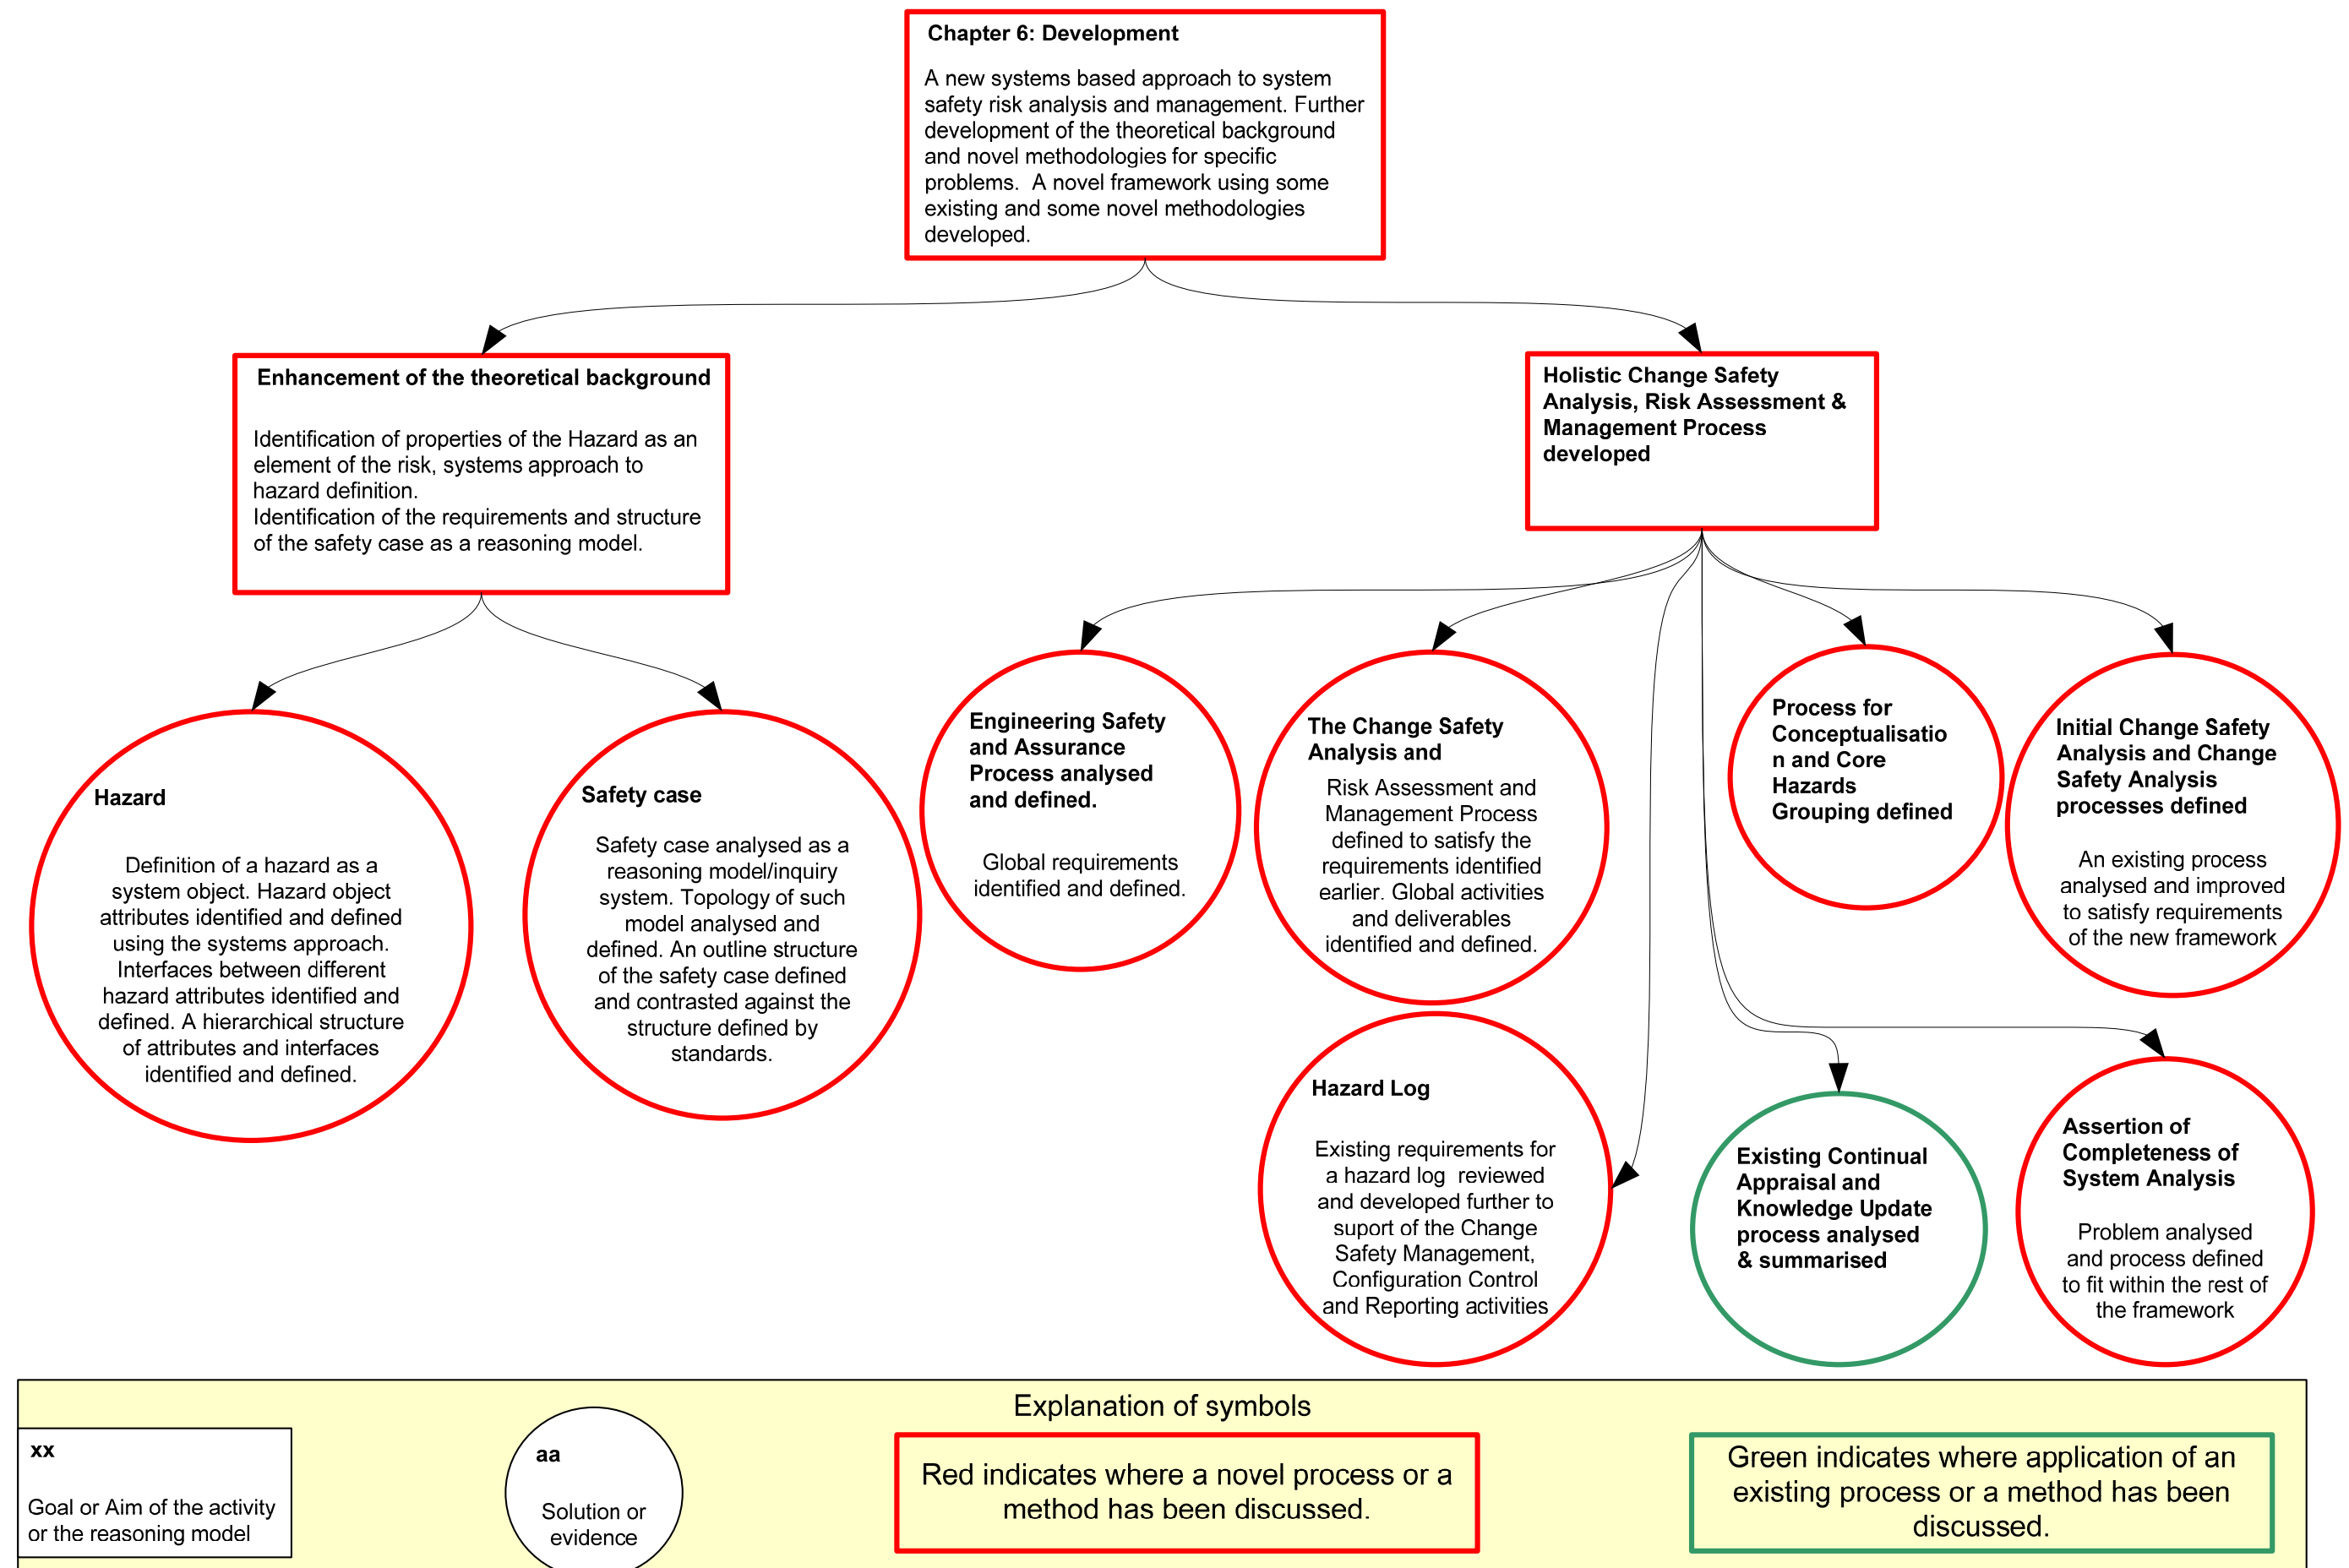 Chapter 6: Development
A new systems based approach to system
safety risk analysis and management. Further
development of the theoretical background
and novel methodologies for specific
problems.  A novel framework using some
existing and some novel methodologies
developed.
Enhancement of the theoretical background
Identification of properties of the Hazard as an
element of the risk, systems approach to
hazard definition.
Identification of the requirements and structure
of the safety case as a reasoning model.
Holistic Change Safety
Analysis, Risk Assessment &
Management Process
developed
Hazard
Definition of a hazard as a
system object. Hazard object
attributes identified and defined
using the systems approach.
Interfaces between different
hazard attributes identified and
defined. A hierarchical structure
of attributes and interfaces
identified and defined.
Safety case
Safety case analysed as a
reasoning model/inquiry
system. Topology of such
model analysed and
defined. An outline structure
of the safety case defined
and contrasted against the
structure defined by
standards.
Engineering Safety
and Assurance
Process analysed
and defined.
Global requirements
identified and defined.
The Change Safety
Analysis and
Risk Assessment and
Management Process
defined to satisfy the
requirements identified
earlier. Global activities
and deliverables
identified and defined.
Process for
Conceptualisatio
n and Core
Hazards
Grouping defined
Initial Change Safety
Analysis and Change
Safety Analysis
processes defined
An existing process
analysed and improved
to satisfy requirements
of the new framework
Hazard Log
Existing requirements for
a hazard log  reviewed
and developed further to
suport of the Change
Safety Management,
Configuration Control
and Reporting activities
Existing Continual
Appraisal and
Knowledge Update
process analysed
& summarised
Assertion of
Completeness of
System Analysis
Problem analysed
and process defined
to fit within the rest of
the framework
Explanation of symbols
xx
Goal or Aim of the activity
or the reasoning model
aa
Solution or
evidence
Red indicates where a novel process or a
method has been discussed.
Green indicates where application of an
existing process or a method has been
discussed.